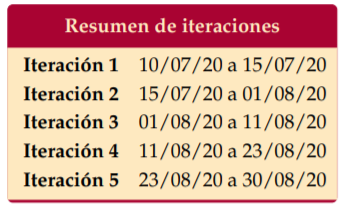 Resumen de iteraciones
Iteración 1 10/07/20 a 15/07/20
Iteración 2 15/07/20 a 01/08/20
Iteración 3 01/08/20 a 11/08/20
Iteración 4 11/08/20 a 23/08/20
Iteración 5 23/08/20 a 30/08/20